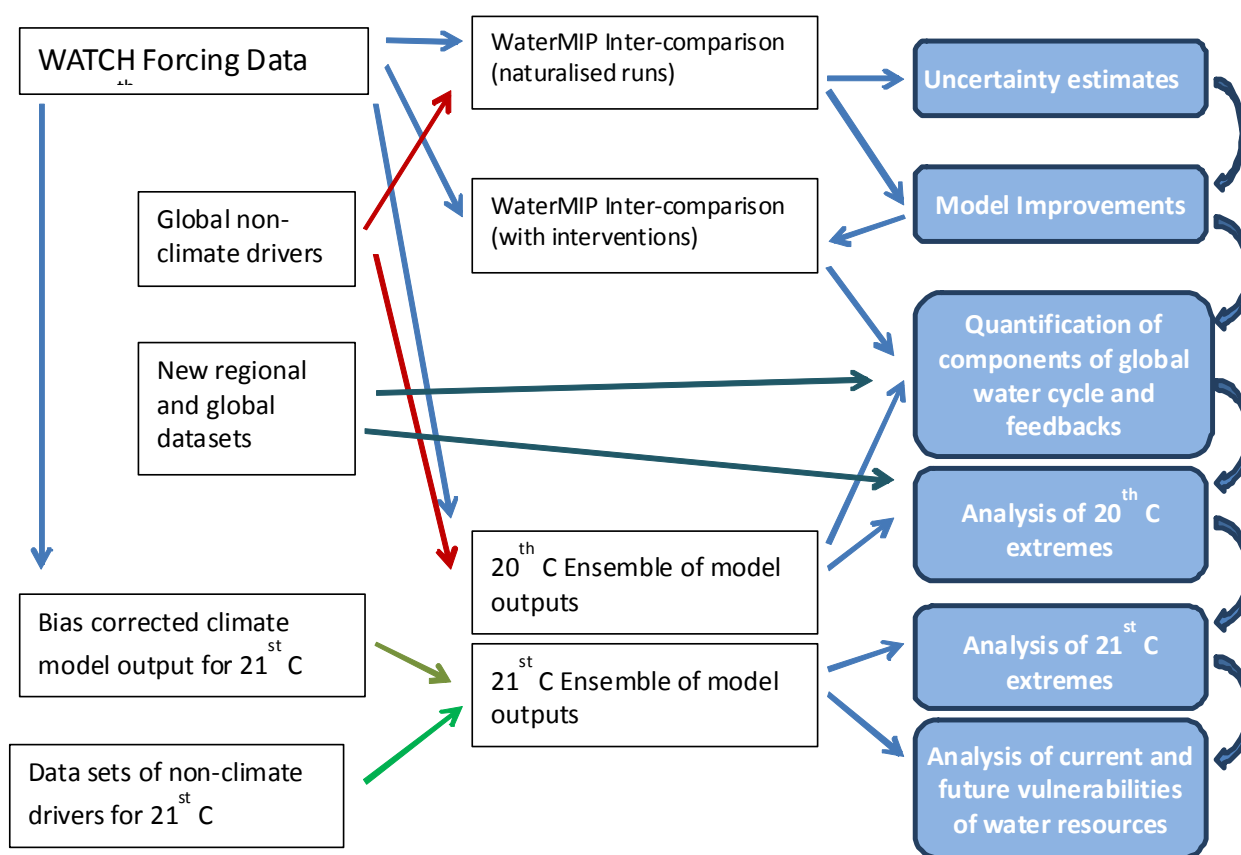 WATCH Forcing Data
th
WaterMIP Inter-comparison
(naturalised runs)
Uncertainty estimates
Global non-
climate drivers
WaterMIP Inter-comparison
(with interventions)
Model Improvements
New regional
and global
datasets
Quantification of
components of global
water cycle and
feedbacks
20th C Ensemble of model
outputs
Analysis of 20th C
extremes
Bias corrected climate
model output for 21st C
21st C Ensemble of model
outputs
Analysis of 21st C
extremes
Data sets of non-climate
drivers for 21st C
Analysis of current and
future vulnerabilities
of water resources